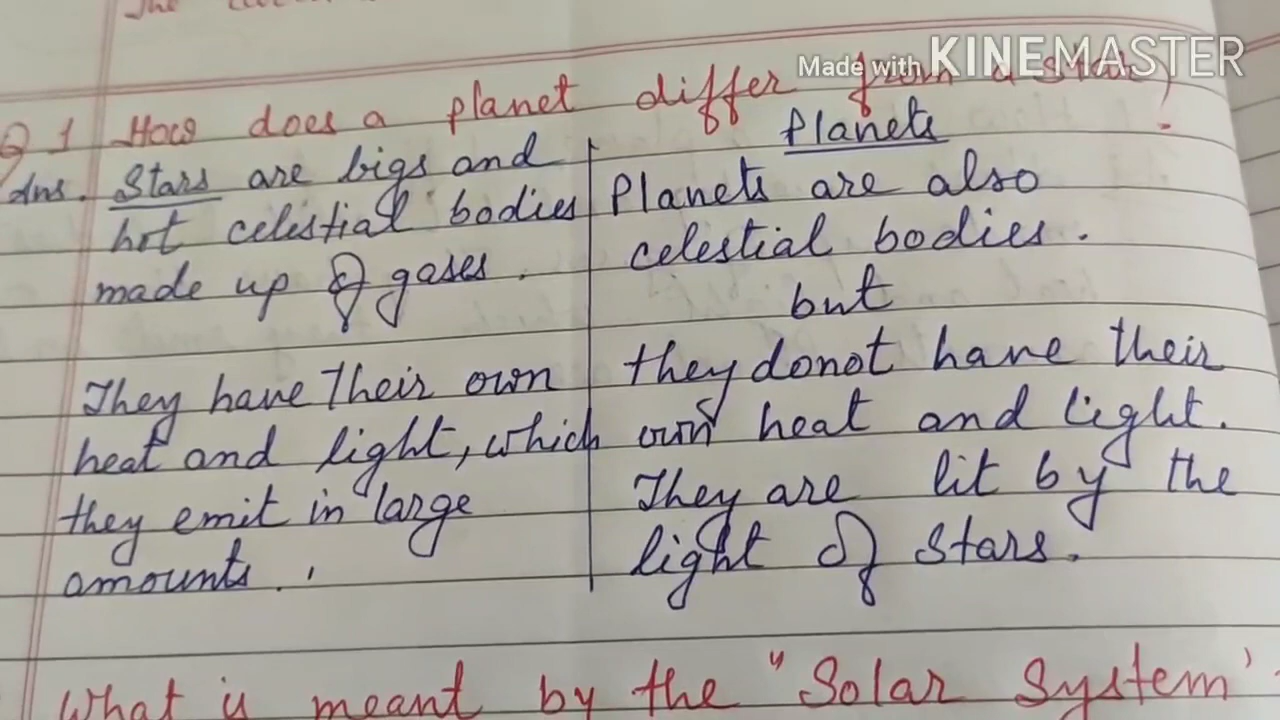 The
Made with KINEMASTER
Q 1 How does a planet differ from a star?
Ans. Stars are bigs and
hot celestial bodies
made up of gases.
They have Their own
heat and light, which
they emit in large
amounts.
Planets
Planets are also
celestial bodies.
but
they donot have their
own heat and light.
They are lit by the
light of stars.
What is meant by the "Solar System"